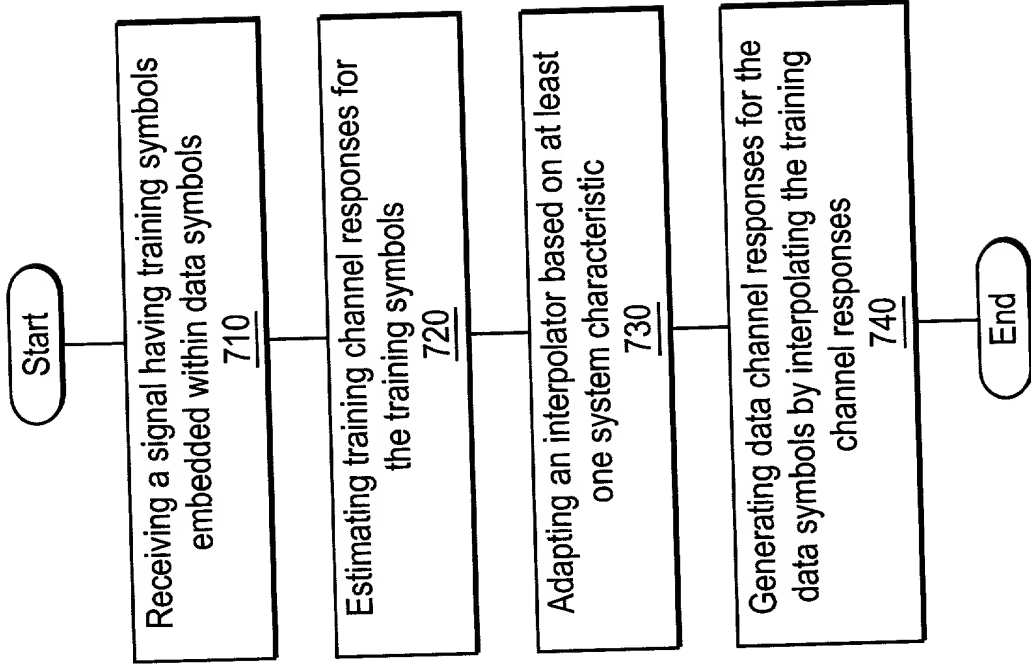 Start
Receiving a signal having training symbols
embedded within data symbols
710
Estimating training channel responses for
the training symbols
720
Adapting an interpolator based on at least
one system characteristic
730
Generating data channel responses for the
data symbols by interpolating the training
channel responses
740
End